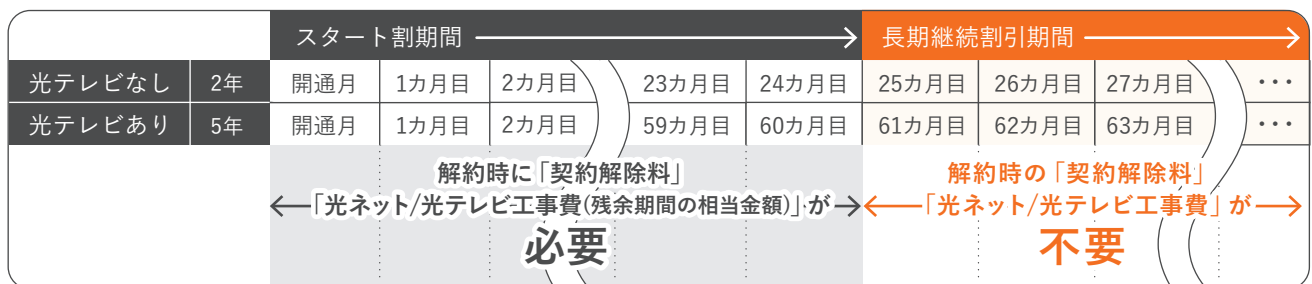 スタート割期間 長期継続割引期間
光テレビなし 2年 開通月 1カ月目 2カ月目 23カ月目 24カ月目 25カ月目 26カ月目 27カ月目 ・・・
光テレビあり 5年 開通月 1カ月目 2カ月目 59カ月目 60カ月目 61カ月目 62カ月目 63カ月目 ・・・
解約時に「契約解除料」
「光ネット/光テレビ工事費(残余期間の相当金額)」が
必要
解約時の「契約解除料」
「光ネット/光テレビ工事費」が
不要